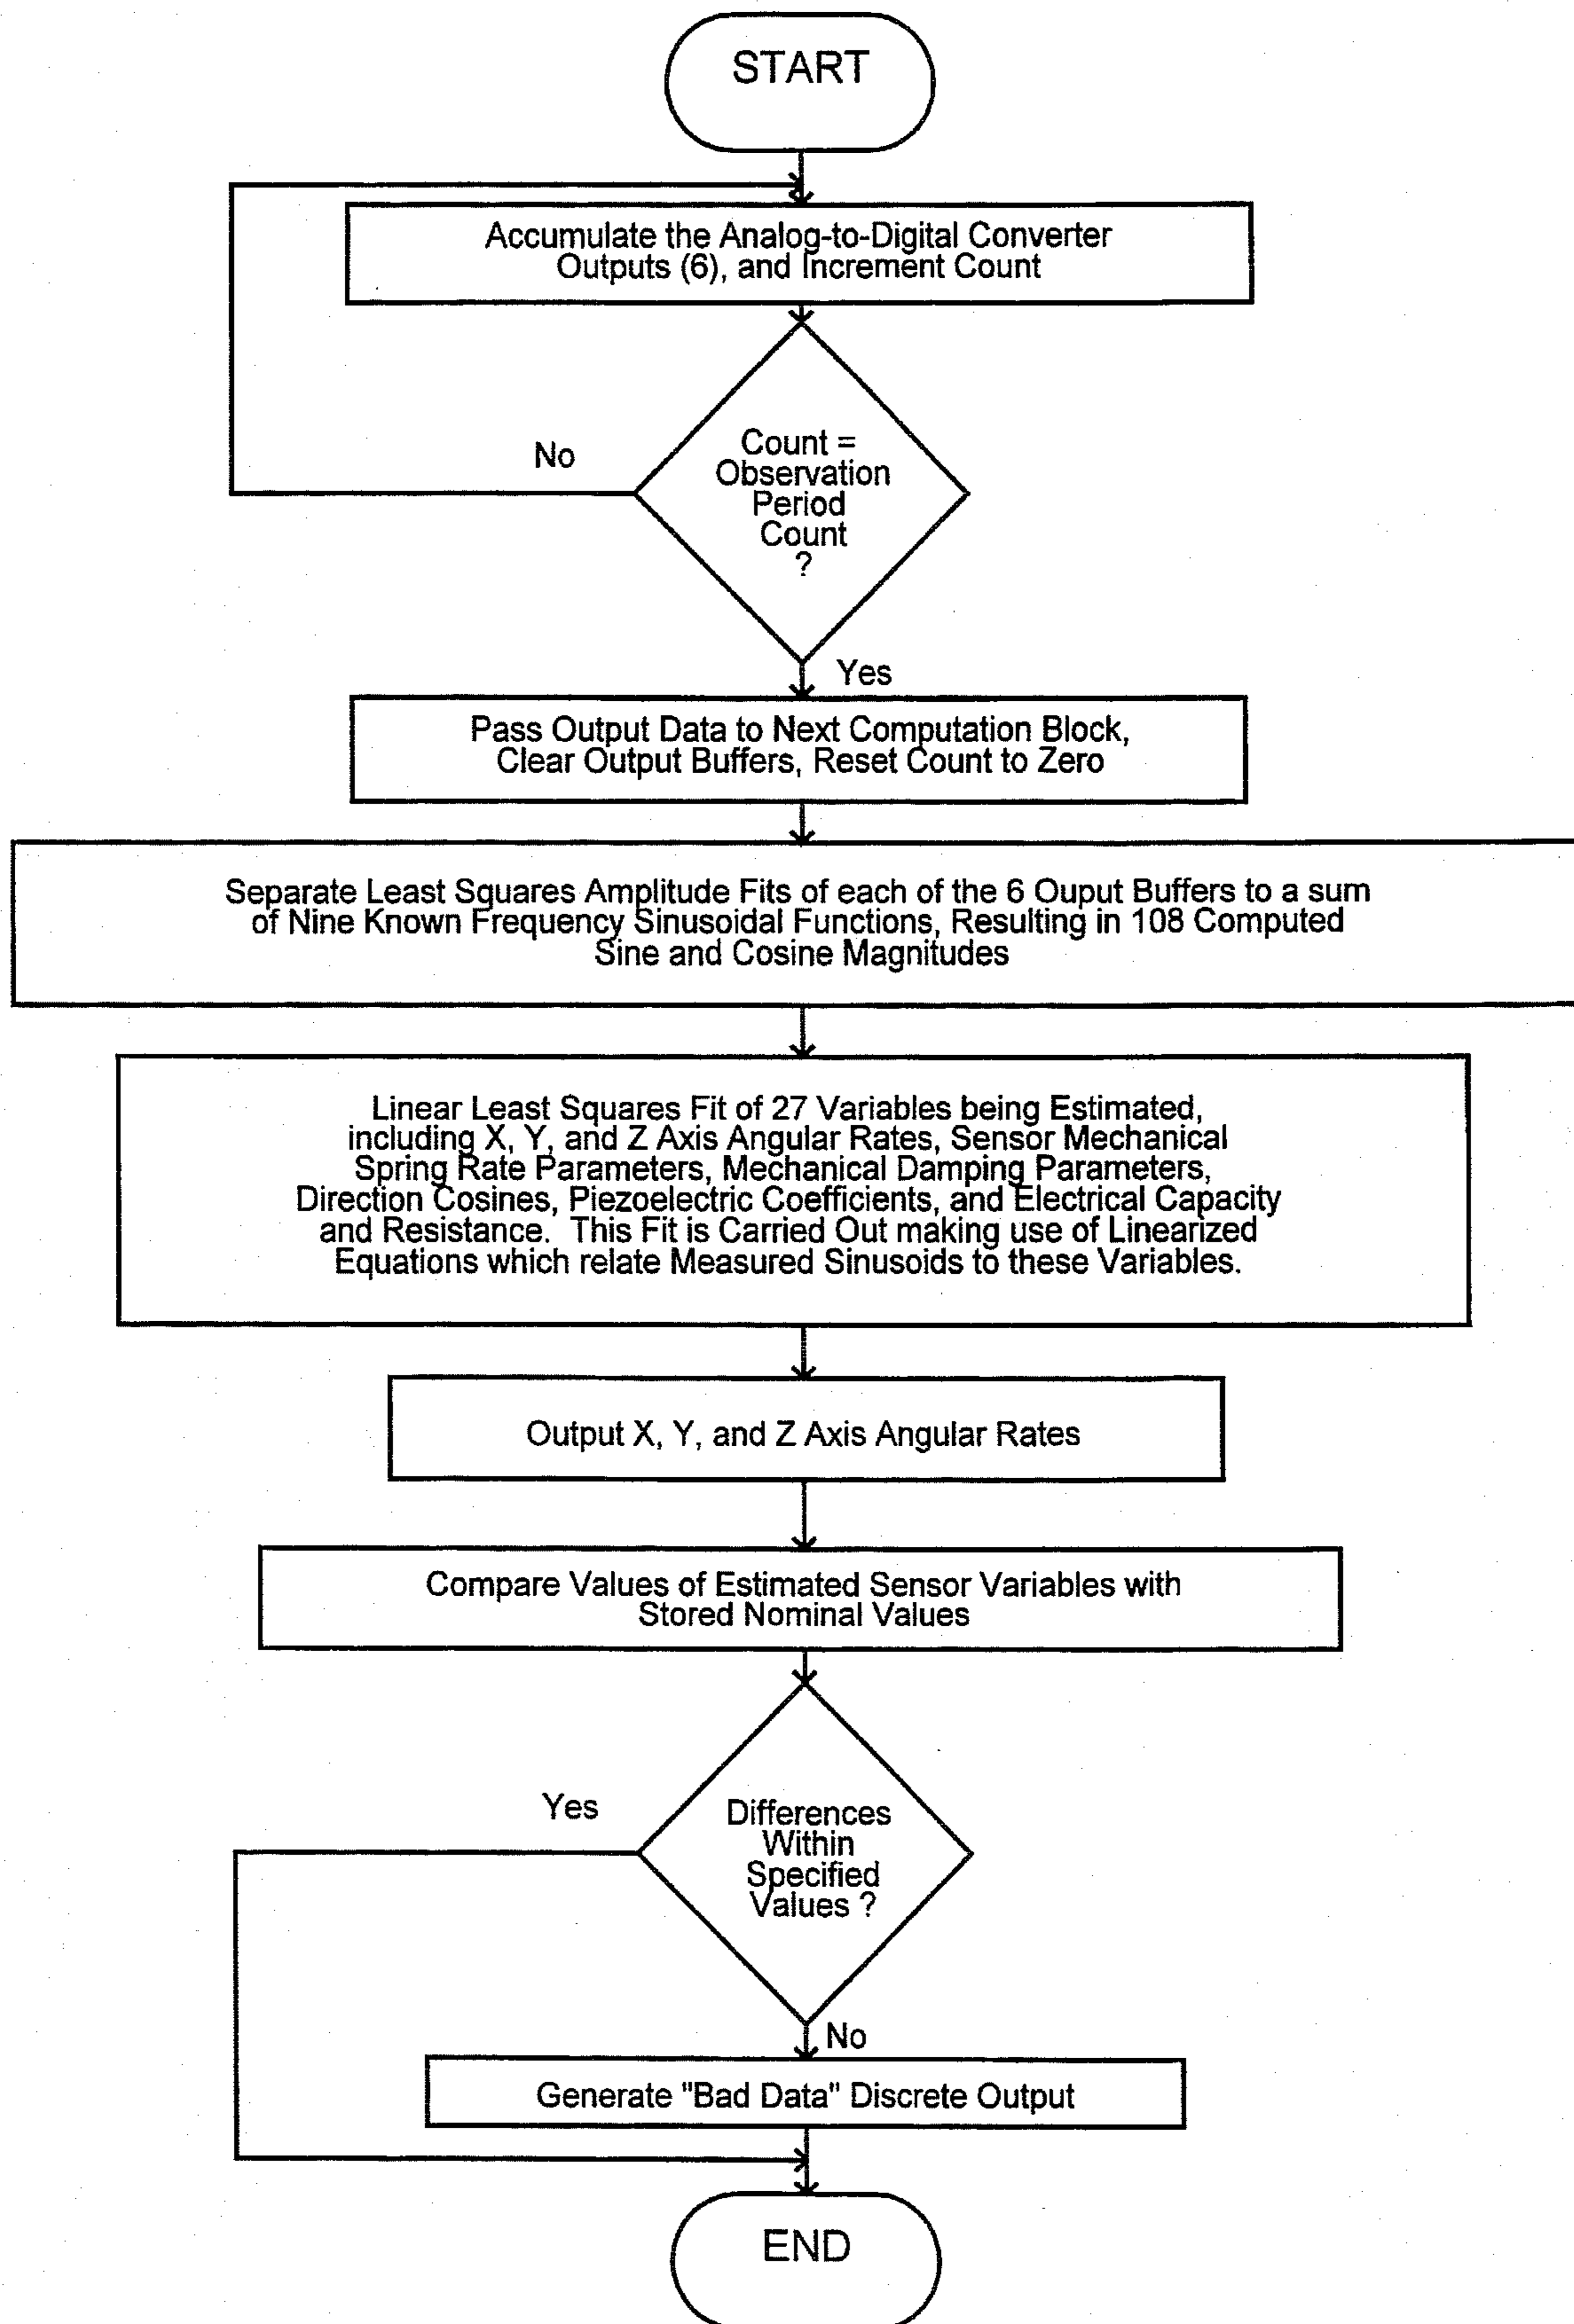 START
Accumulate the Analog-to-Digital Converter
Outputs (6), and Increment Count
No
Count =
Observation
Period
Count
?
Yes
Pass Output Data to Next Computation Block,
Clear Output Buffers, Reset Count to Zero
Separate Least Squares Amplitude Fits of each of the 6 Ouput Buffers to a sum
of Nine Known Frequency Sinusoidal Functions, Resulting in 108 Computed
Sine and Cosine Magnitudes
Linear Least Squares Fit of 27 Variables being Estimated,
including X, Y, and Z Axis Angular Rates, Sensor Mechanical
Spring Rate Parameters, Mechanical Damping Parameters,
Direction Cosines, Piezoelectric Coefficients, and Electrical Capacity
and Resistance. This Fit is Carried Out making use of Linearized
Equations which relate Measured Sinusoids to these Variables.
Output X, Y, and Z Axis Angular Rates
Compare Values of Estimated Sensor Variables with
Stored Nominal Values
Yes
Differences
Within
Specified
Values ?
No
Generate "Bad Data" Discrete Output
END